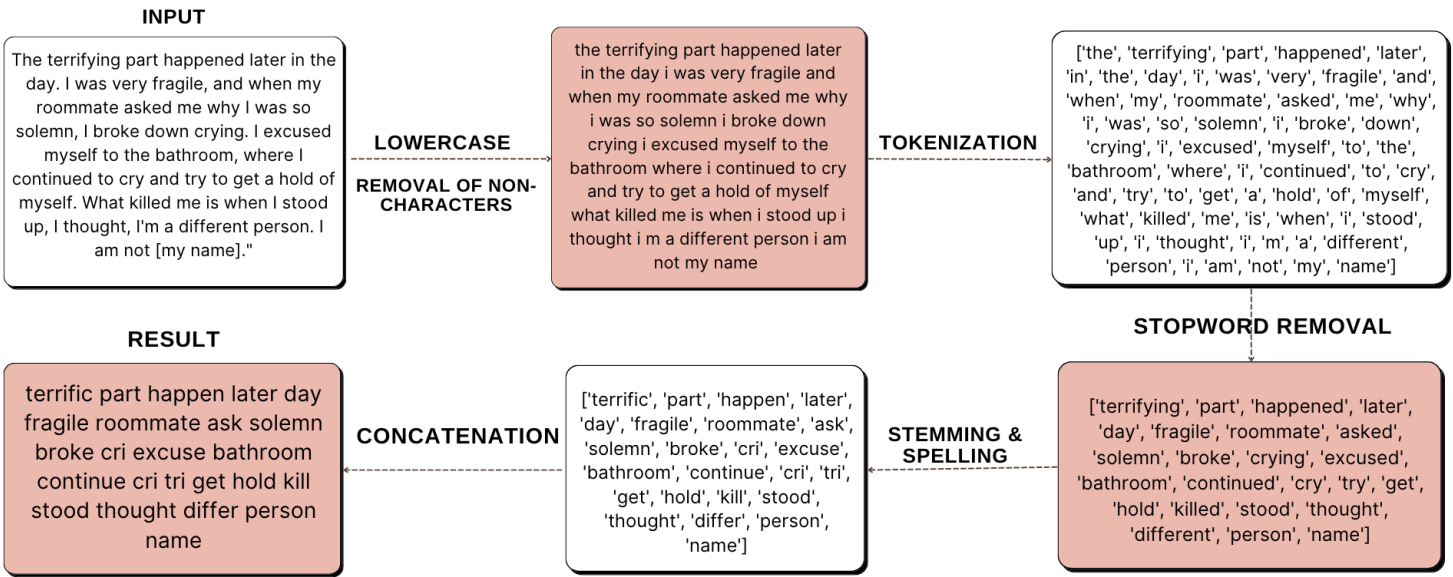 INPUT
The terrifying part happened later in the
day. I was very fragile, and when my
roommate asked me why I was so
solemn, I broke down crying. I excused
myself to the bathroom, where I
continued to cry and try to get a hold of
myself. What killed me is when I stood
up, I thought, I'm a different person. I
am not [my name]."
LOWERCASE
REMOVAL OF NON-
CHARACTERS
the terrifying part happened later
in the day i was very fragile and
when my roommate asked me why
i was so solemn i broke down
crying i excused myself to the
bathroom where i continued to cry
and try to get a hold of myself
what killed me is when i stood up i
thought i m a different person i am
not my name
TOKENIZATION
['the', 'terrifying', 'part', 'happened', 'later',
'in', 'the', 'day', 'i', 'was', 'very', 'fragile', 'and',
'when', 'my', 'roommate', 'asked', 'me', 'why',
'i', 'was', 'so', 'solemn', 'i', 'broke', 'down',
'crying', 'i', 'excused', 'myself', 'to', 'the',
'bathroom', 'where', 'i', 'continued', 'to', 'cry',
'and', 'try', 'to', 'get', 'a', 'hold', 'of', 'myself',
'what', 'killed', 'me', 'is', 'when', 'i', 'stood',
'up', 'i', 'thought', 'i', 'm', 'a', 'different',
'person', 'i', 'am', 'not', 'my', 'name']
STOPWORD REMOVAL
['terrifying', 'part', 'happened', 'later',
'day', 'fragile', 'roommate', 'asked',
'solemn', 'broke', 'crying', 'excused',
'bathroom', 'continued', 'cry', 'try', 'get',
'hold', 'killed', 'stood', 'thought',
'different', 'person', 'name']
STEMMING &
SPELLING
['terrific', 'part', 'happen', 'later',
'day', 'fragile', 'roommate', 'ask',
'solemn', 'broke', 'cri', 'excuse',
'bathroom', 'continue', 'cri', 'tri',
'get', 'hold', 'kill', 'stood',
'thought', 'differ', 'person',
'name']
CONCATENATION
RESULT
terrific part happen later day
fragile roommate ask solemn
broke cri excuse bathroom
continue cri tri get hold kill
stood thought differ person
name